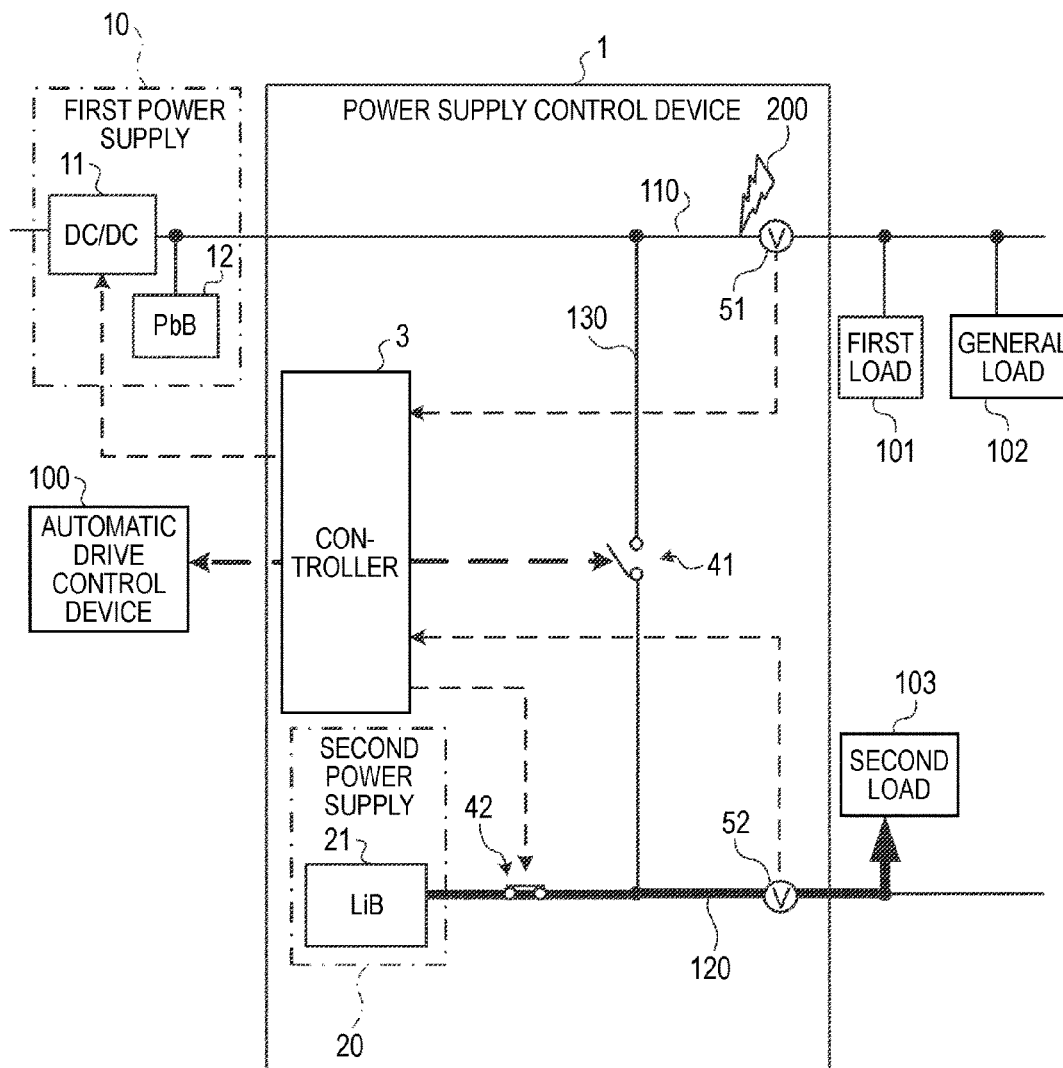 10
1
FIRST POWER
SUPPLY
POWER SUPPLY CONTROL DEVICE
200
11
110
DC/DC
V
12
51
PbB
130
FIRST
LOAD
GENERAL
LOAD
3
101
102
100
AUTOMATIC
DRIVE
CONTROL
DEVICE
CON-
TROLLER
41
103
SECOND
POWER
SUPPLY
SECOND
LOAD
42
52
21
LiB
V
120
20